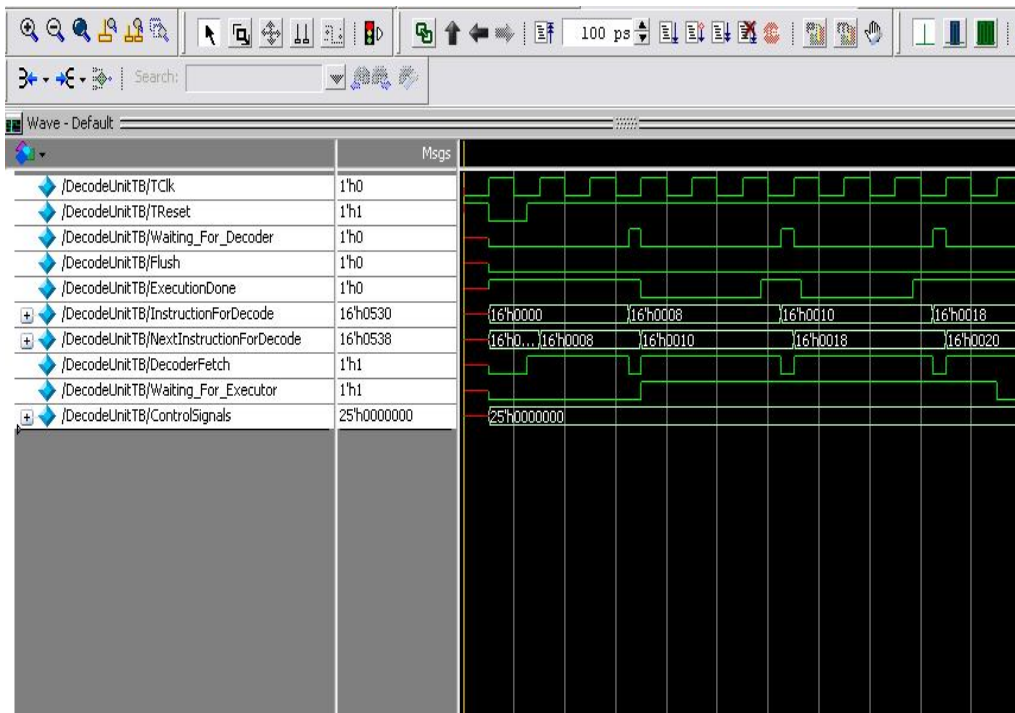 100 ps
Search:
Wave - Default
Msgs
/DecodeUnitTB/TClk 1'h0
/DecodeUnitTB/TReset 1'h1
/DecodeUnitTB/Waiting_For_Decoder 1'h0
/DecodeUnitTB/Flush 1'h0
/DecodeUnitTB/ExecutionDone 1'h0
/DecodeUnitTB/InstructionForDecode 16'h0530 16'h0000 16'h0008 16'h0010 16'h0018
/DecodeUnitTB/NextInstructionForDecode 16'h0538 16'h0... 16'h0008 16'h0010 16'h0018 16'h0020
/DecodeUnitTB/DecoderFetch 1'h1
/DecodeUnitTB/Waiting_For_Executor 1'h1
/DecodeUnitTB/ControlSignals 25'h0000000 25'h0000000